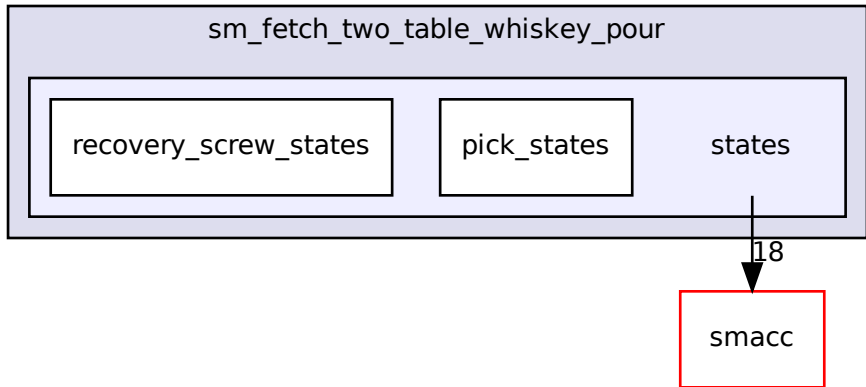 sm_fetch_two_table_whiskey_pour
recovery_screw_states
pick_states
states
18
smacc